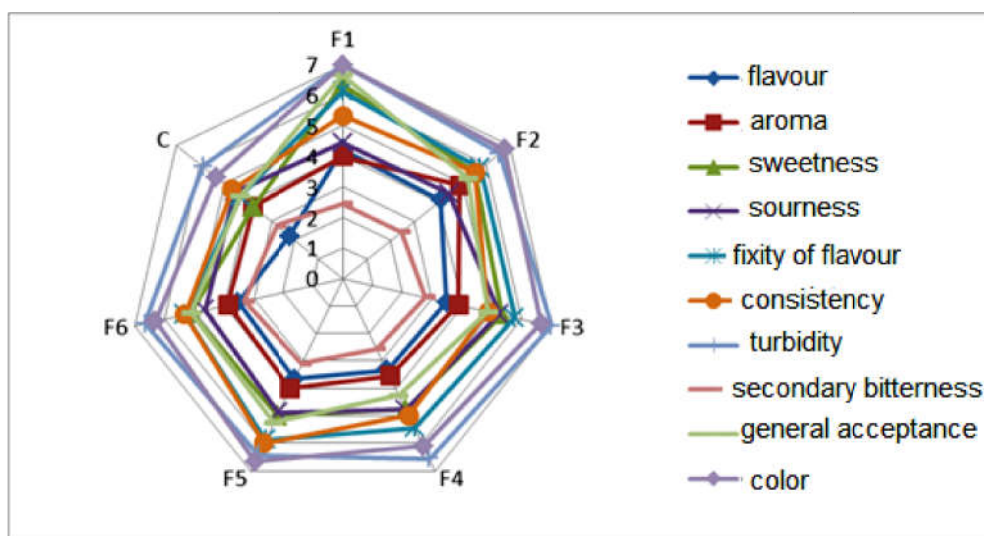 F1
7
6
5
4
3
2
1
0
C
F2
F6
F3
F5
F4
flavour
aroma
sweetness
sourness
fixity of flavour
consistency
turbidity
secondary bitterness
general acceptance
color